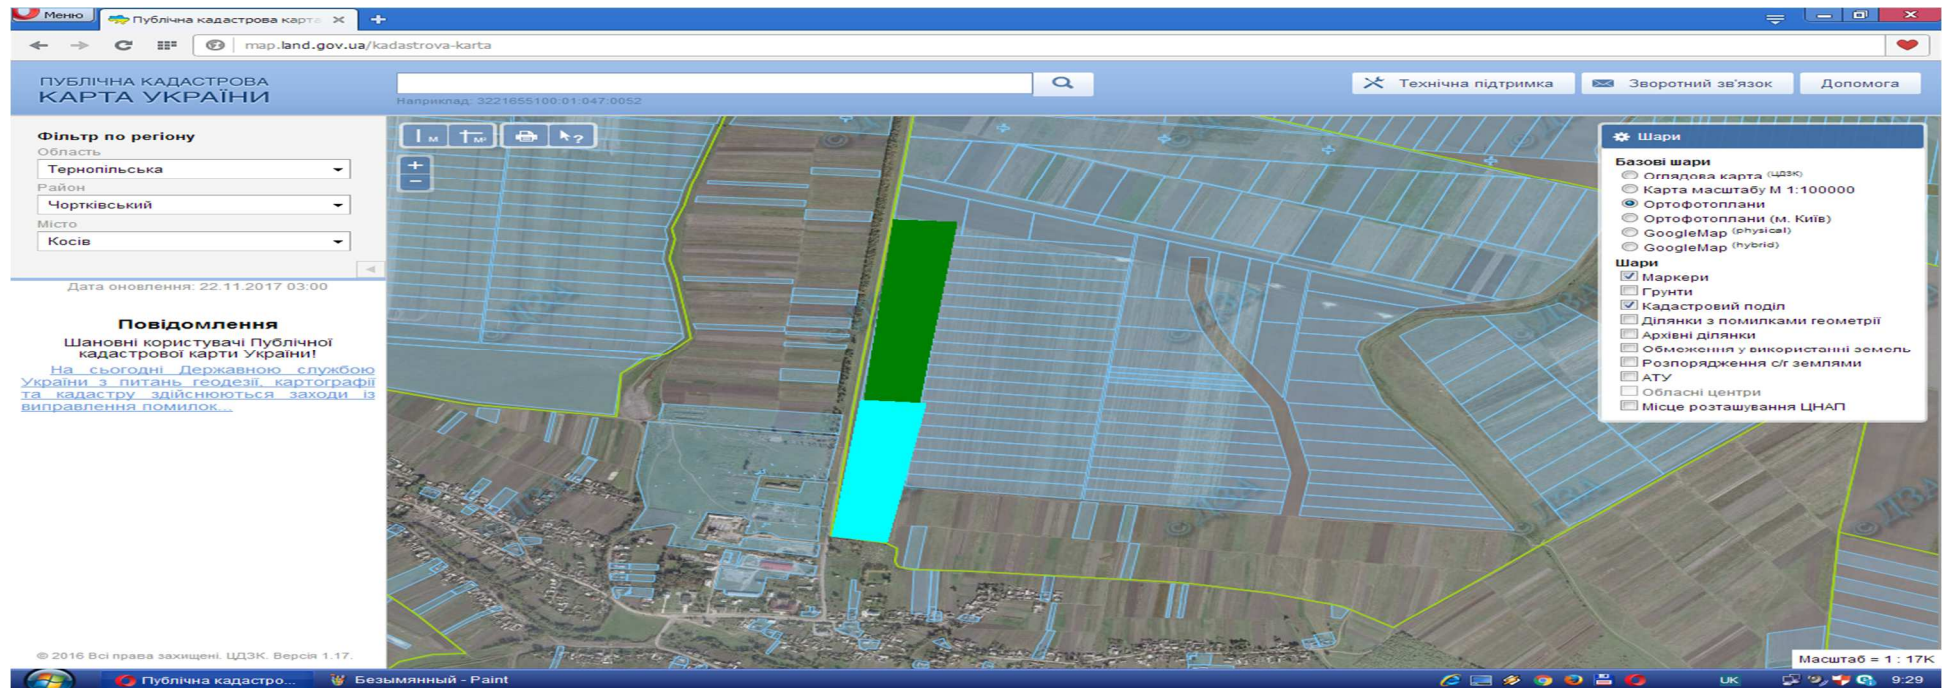 Меню
Публічна кадастрова карта
map.land.gov.ua/kadastrova-karta
ПУБЛІЧНА КАДАСТРОВА
КАРТА УКРАЇНИ
Наприклад: 3221655100:01:047:0052
Технічна підтримка
Зворотний зв'язок
Допомога
Фільтр по регіону
Область
Тернопільська
Район
Чортківський
Місто
Косів
Дата оновлення: 22.11.2017 03:00
Повідомлення
Шановні користувачі Публічної
кадастрової карти України!
На сьогодні Державною службою
України з питань геодезії, картографії
та кадастру здійснюються заходи із
виправлення помилок...
© 2016 Всі права захищені. ЦДЗК. Версія 1.17.
М
М²
?
+
−
© ДЗА
© ДЗА
© ДЗА
© ДЗА
Шари
Базові шари
Оглядова карта (ЦДЗК)
Карта масштабу М 1:100000
Ортофотоплани
Ортофотоплани (м. Київ)
GoogleMap (physical)
GoogleMap (hybrid)
Шари
Маркери
Грунти
Кадастровий поділ
Ділянки з помилками геометрії
Архівні ділянки
Обмеження у використанні земель
Розпорядження с/г землями
АТУ
Обласні центри
Місце розташування ЦНАП
Масштаб = 1 : 17K
Публічна кадастро...
Безымянный - Paint
UK
9:29